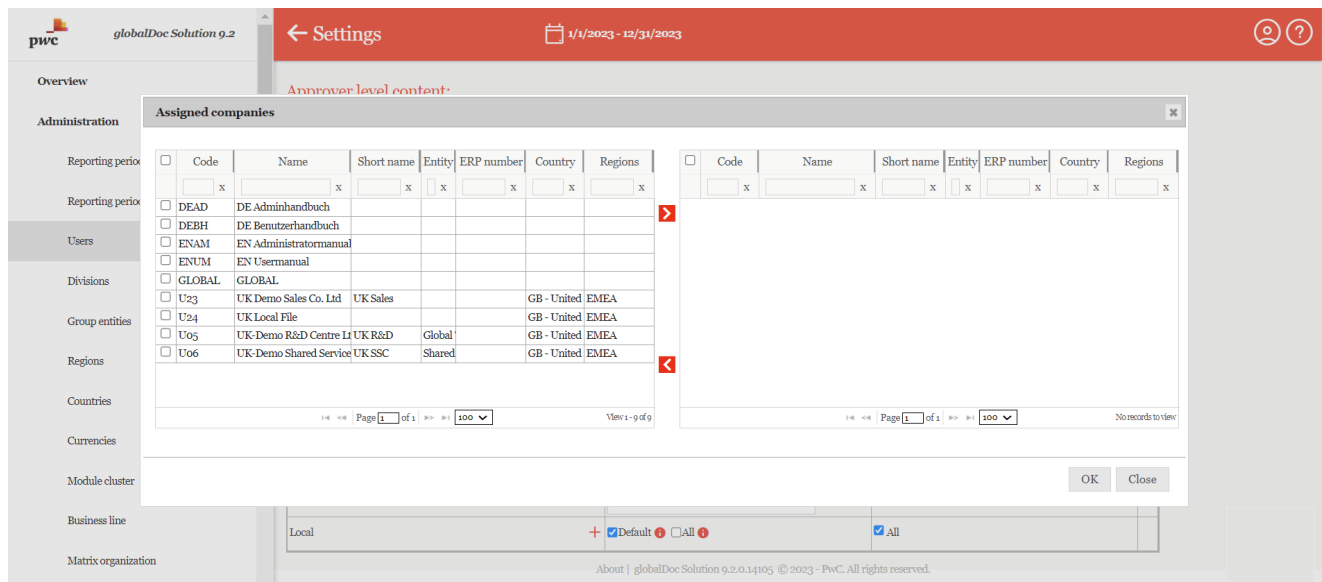 pwc
globalDoc Solution 9.2
Settings
1/1/2023 - 12/31/2023
?
Overview
Administration
Reporting
Reporting
Users
Divisions
Group entities
Regions
Countries
Currencies
Module cluster
Business line
Matrix organization
Approver level content:
Assigned companies
Code Name Short name Entity ERP number Country Regions
x x x x x x x
DEAD DE Adminhandbuch
DEBH DE Benutzerhandbuch
ENAM EN Administratormanual
ENUM EN Usermanual
GLOBAL GLOBAL
U23 UK Demo Sales Co. Ltd UK Sales GB - United EMEA
U24 UK Local File GB - United EMEA
U05 UK-Demo R&D Centre UK R&D Global GB - United EMEA
U06 UK-Demo Shared Service UK SSC Shared GB - United EMEA
Page 1 of 1 100 View 1 - 9 of 9
Code Name Short name Entity ERP number Country Regions
x x x x x x x
Page 1 of 1 100 No records to view
OK Close
Local + Default i All i All
About | globalDoc Solution 9.2.0.14105 © 2023 - PwC. All rights reserved.